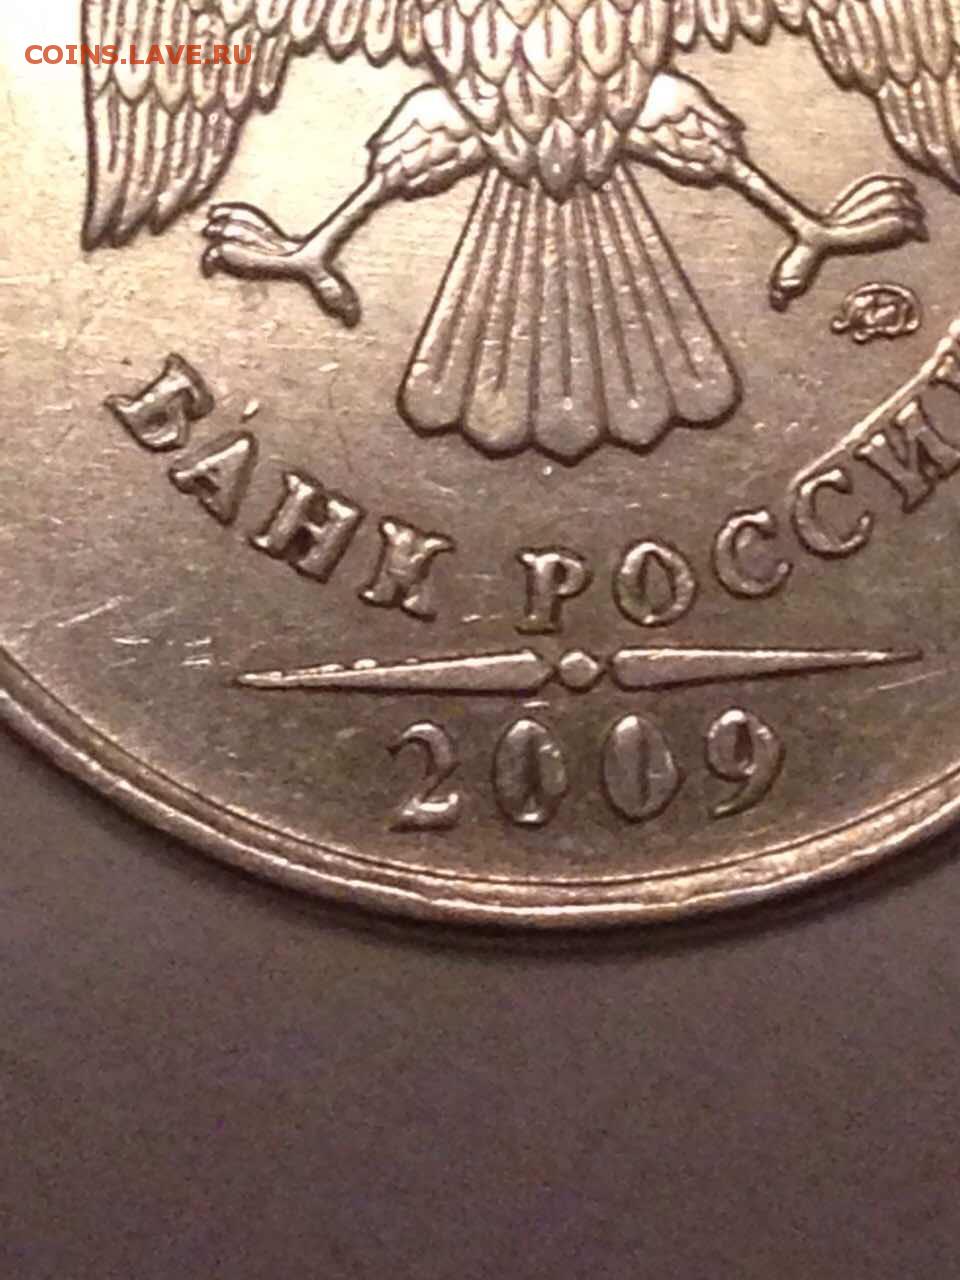 COINS.LAVE.RU
БАНК РОССИИ
2009